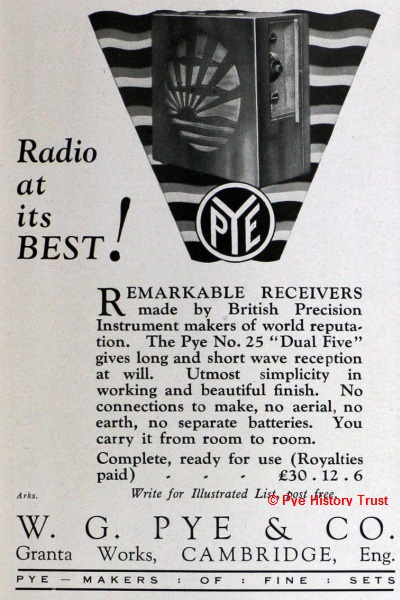 Radio
at
its
BEST!
PYE
REMARKABLE RECEIVERS
made by British Precision
Instrument makers of world reputa-
tion. The Pye No. 25 "Dual Five"
gives long and short wave reception
at will. Utmost simplicity in
working and beautiful finish. No
connections to make, no aerial, no
earth, no separate batteries. You
carry it from room to room.
Complete, ready for use (Royalties
paid) - - - £30 . 12 . 6
Arks. Write for Illustrated List, post free.
© Pye History Trust
W. G. PYE & CO.
Granta Works, CAMBRIDGE, Eng.
PYE — MAKERS : OF : FINE : SETS